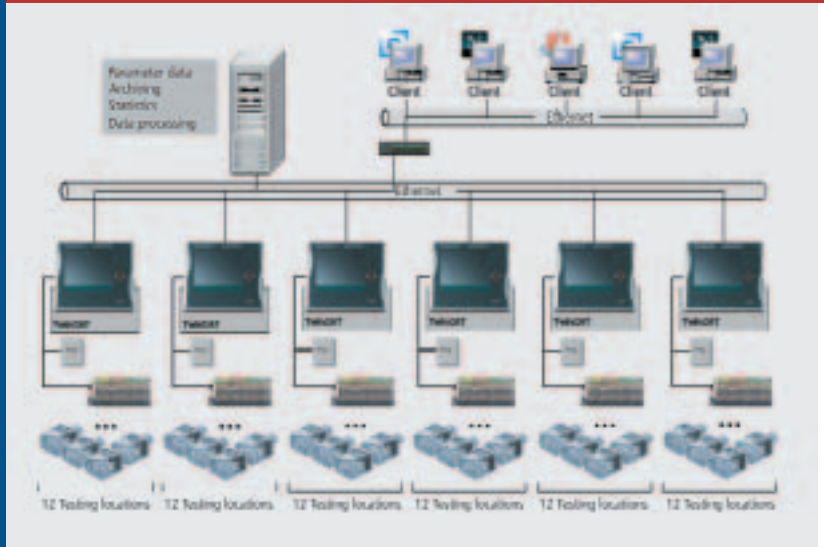 Parameter data
Archiving
Statistics
Data processing
Client Client Client Client Client
Ethernet
Ethernet
TwinCAT TwinCAT TwinCAT TwinCAT TwinCAT TwinCAT
12 Testing locations 12 Testing locations 12 Testing locations 12 Testing locations 12 Testing locations 12 Testing locations